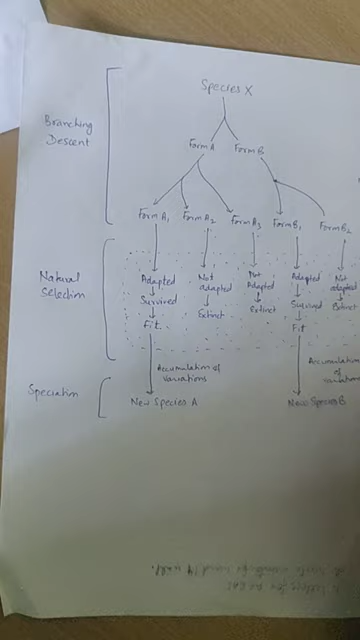 Species X
Branching
Descent
Form A
Form B
Form A1
Form A2
Form A3
Form B1
Form B2
Natural
Selection
Adapted
Survived
Fit
Not
adapted
Extinct
Not
Adapted
Extinct
Adapted
Survived
Fit
Not
adapted
Extinct
Accumulation of
variations
Accumulation
of
variations
Speciation
New Species A
New Species B